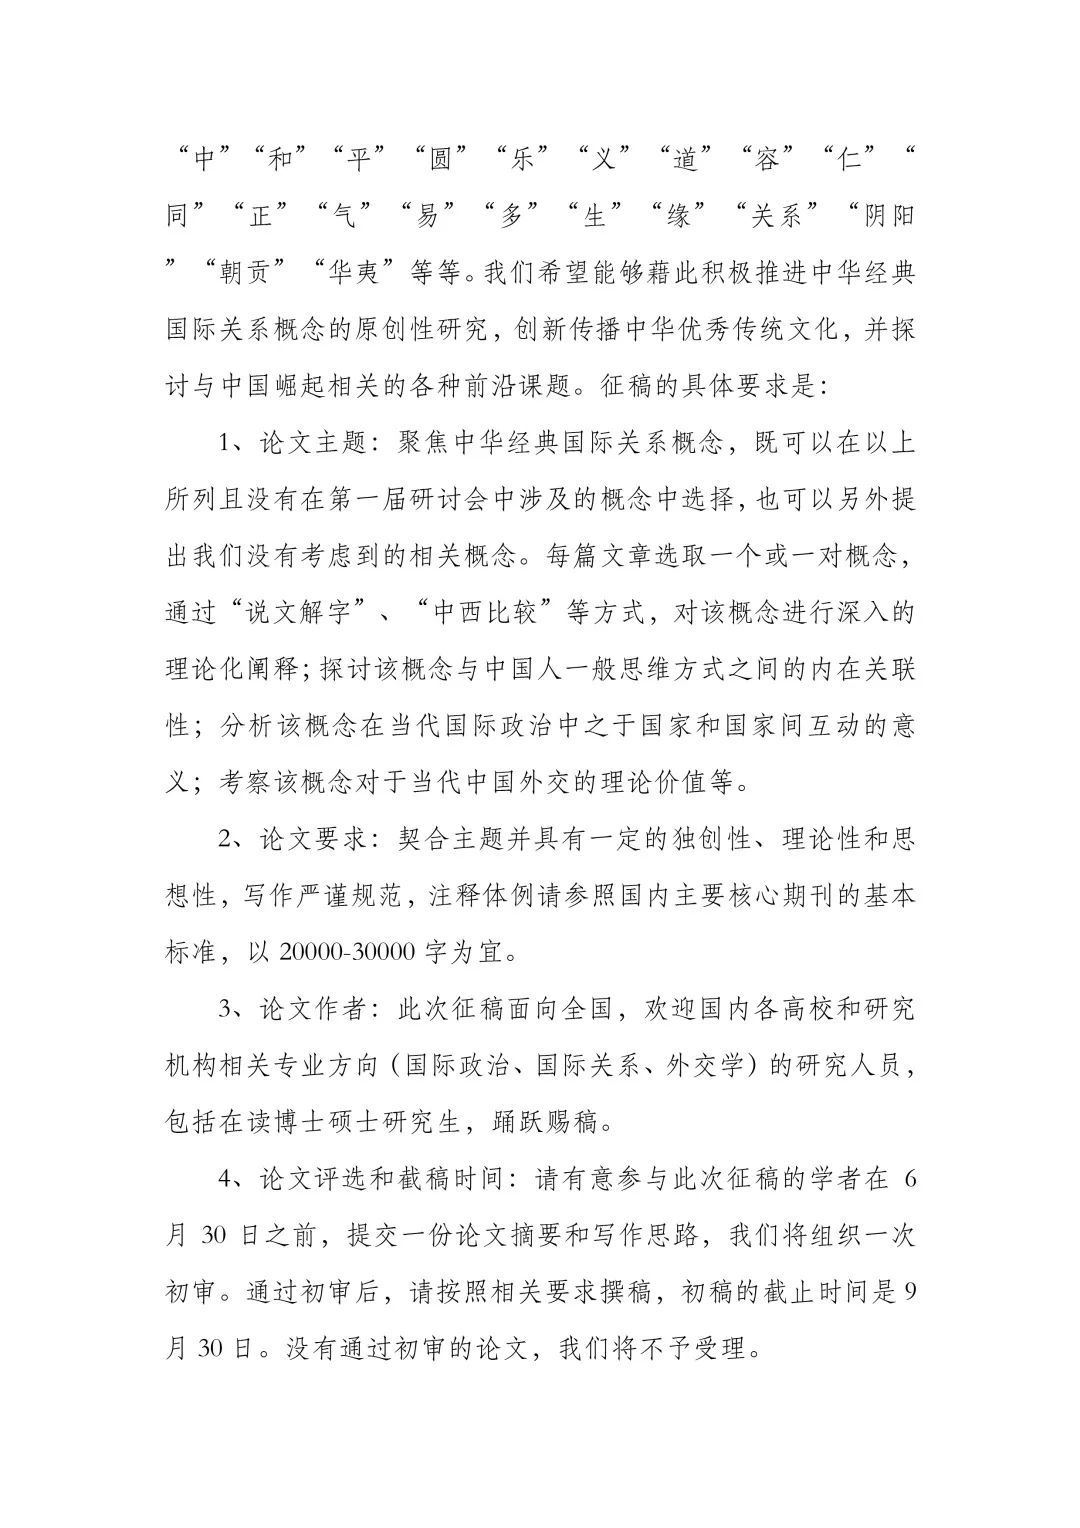 “中”“和”“平”“圆”“乐”“义”“道”“容”“仁”“
同”“正”“气”“易”“多”“生”“缘”“关系”“阴阳
”“朝贡”“华夷”等等。我们希望能够藉此积极推进中华经典
国际关系概念的原创性研究，创新传播中华优秀传统文化，并探
讨与中国崛起相关的各种前沿课题。征稿的具体要求是：
1、论文主题：聚焦中华经典国际关系概念，既可以在以上
所列且没有在第一届研讨会中涉及的概念中选择，也可以另外提
出我们没有考虑到的相关概念。每篇文章选取一个或一对概念，
通过“说文解字”、“中西比较”等方式，对该概念进行深入的
理论化阐释；探讨该概念与中国人一般思维方式之间的内在关联
性；分析该概念在当代国际政治中之于国家和国家间互动的意
义；考察该概念对于当代中国外交的理论价值等。
2、论文要求：契合主题并具有一定的独创性、理论性和思
想性，写作严谨规范，注释体例请参照国内主要核心期刊的基本
标准，以 20000-30000 字为宜。
3、论文作者：此次征稿面向全国，欢迎国内各高校和研究
机构相关专业方向（国际政治、国际关系、外交学）的研究人员，
包括在读博士硕士研究生，踊跃赐稿。
4、论文评选和截稿时间：请有意参与此次征稿的学者在 6
月 30 日之前，提交一份论文摘要和写作思路，我们将组织一次
初审。通过初审后，请按照相关要求撰稿，初稿的截止时间是 9
月 30 日。没有通过初审的论文，我们将不予受理。